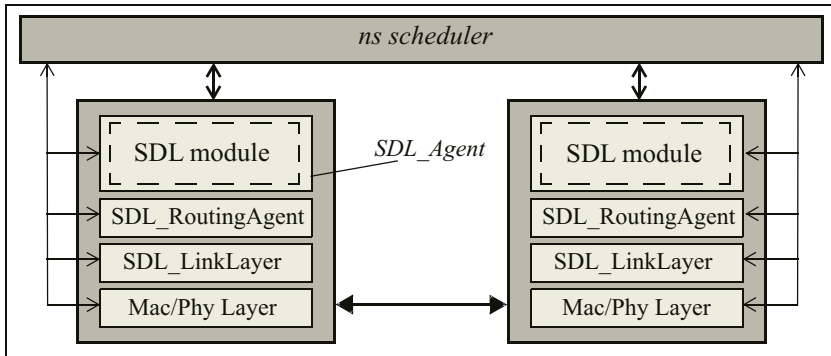 ns scheduler
SDL module
SDL_Agent
SDL module
SDL_RoutingAgent
SDL_RoutingAgent
SDL_LinkLayer
SDL_LinkLayer
Mac/Phy Layer
Mac/Phy Layer